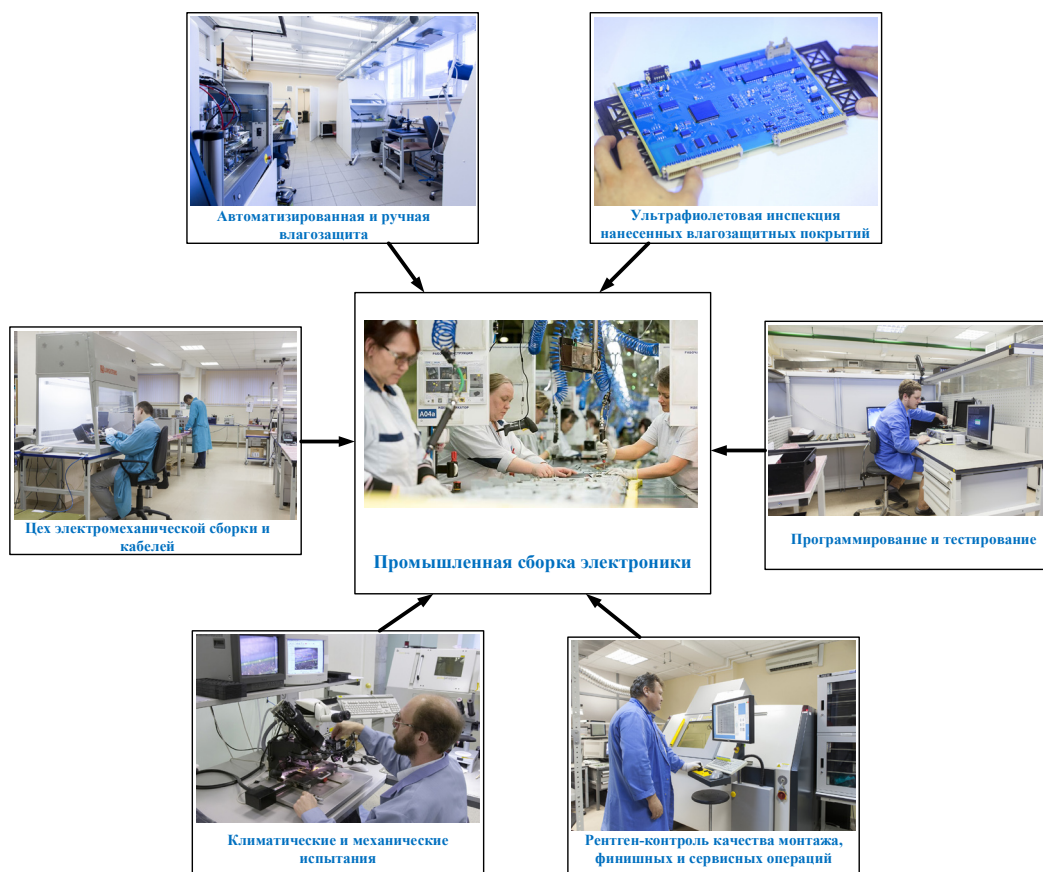 Автоматизированная и ручная
влагозащита
Ультрафиолетовая инспекция
нанесенных влагозащитных покрытий
A04a
Цех электромеханической сборки и
кабелей
Промышленная сборка электроники
Программирование и тестирование
Климатические и механические
испытания
Рентген-контроль качества монтажа,
финишных и сервисных операций